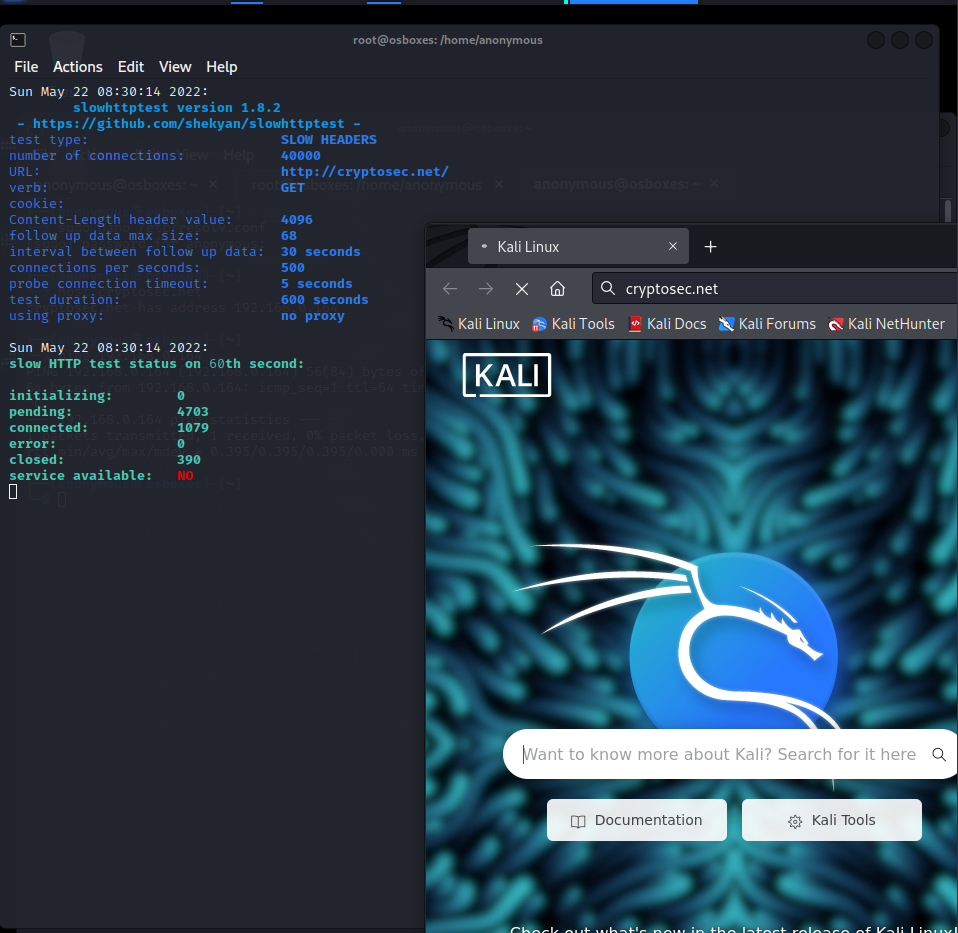 root@osboxes: /home/anonymous
File Actions Edit View Help
Sun May 22 08:30:14 2022:
slowhttptest version 1.8.2
- https://github.com/shekyan/slowhttptest -
test type: SLOW HEADERS
number of connections: 40000
URL: http://cryptosec.net/
verb: GET
cookie:
Content-Length header value: 4096
follow up data max size: 68
interval between follow up data: 30 seconds
connections per seconds: 500
probe connection timeout: 5 seconds
test duration: 600 seconds
using proxy: no proxy
Sun May 22 08:30:14 2022:
slow HTTP test status on 60th second:
initializing: 0
pending: 4703
connected: 1079
error: 0
closed: 390
service available: NO
Kali Linux
cryptosec.net
Kali Linux Kali Tools Kali Docs Kali Forums Kali NetHunter
KALI
Want to know more about Kali? Search for it here
Documentation Kali Tools
Check out what's new in the latest release of Kali Linux!